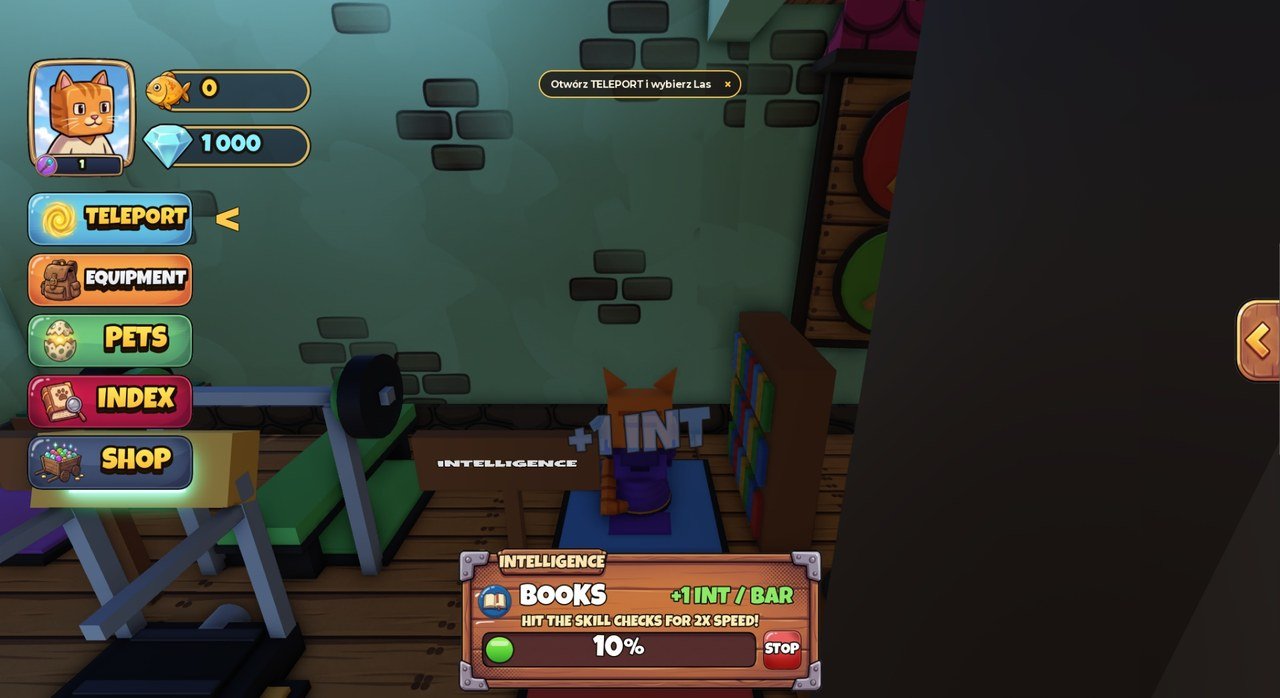 Otwórz TELEPORT i wybierz Las ×
0
1000
1
TELEPORT <
EQUIPMENT
PETS
INDEX
SHOP
+1 INT
INTELLIGENCE
INTELLIGENCE
BOOKS
+1 INT / BAR
HIT THE SKILL CHECKS FOR 2X SPEED!
10%
STOP